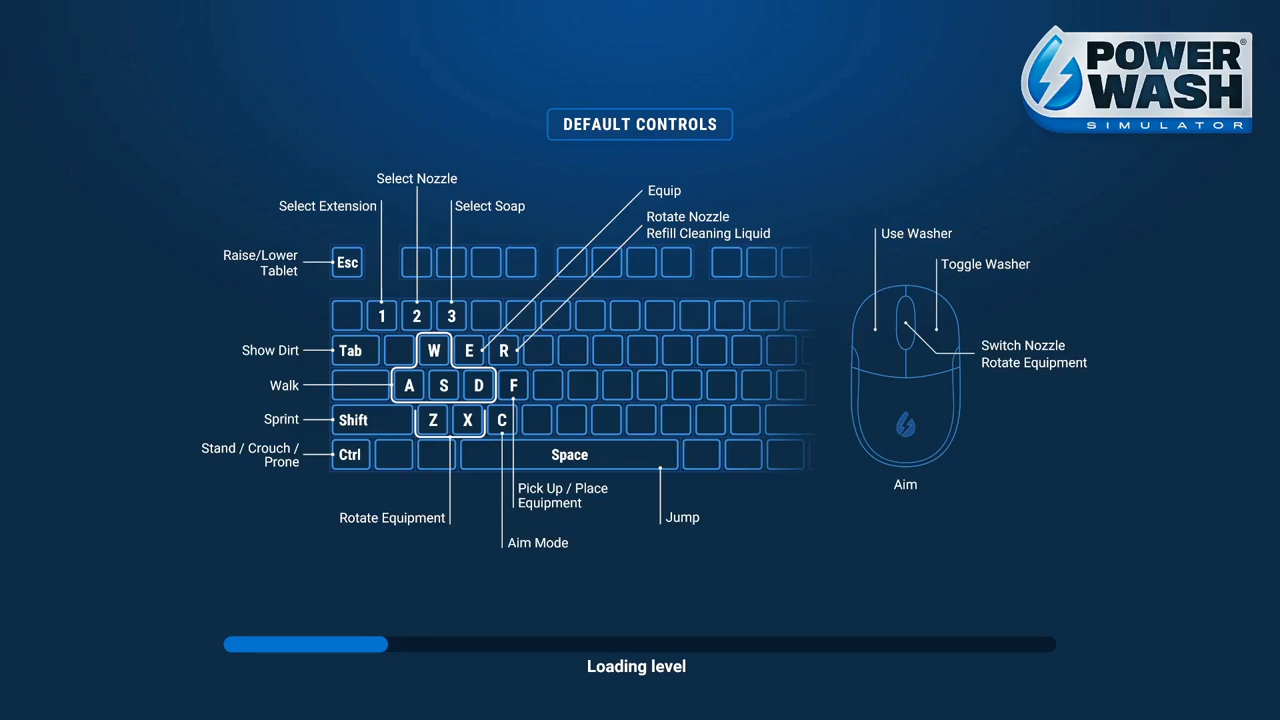 POWER
WASH®
SIMULATOR
DEFAULT CONTROLS
Select Nozzle
Select Extension
Select Soap
Equip
Rotate Nozzle
Refill Cleaning Liquid
Raise/Lower
Tablet
Esc
1
2
3
Show Dirt
Tab
W
E
R
Walk
A
S
D
F
Sprint
Shift
Z
X
C
Stand / Crouch /
Prone
Ctrl
Space
Rotate Equipment
Pick Up / Place
Equipment
Aim Mode
Jump
Use Washer
Toggle Washer
Switch Nozzle
Rotate Equipment
Aim
Loading level